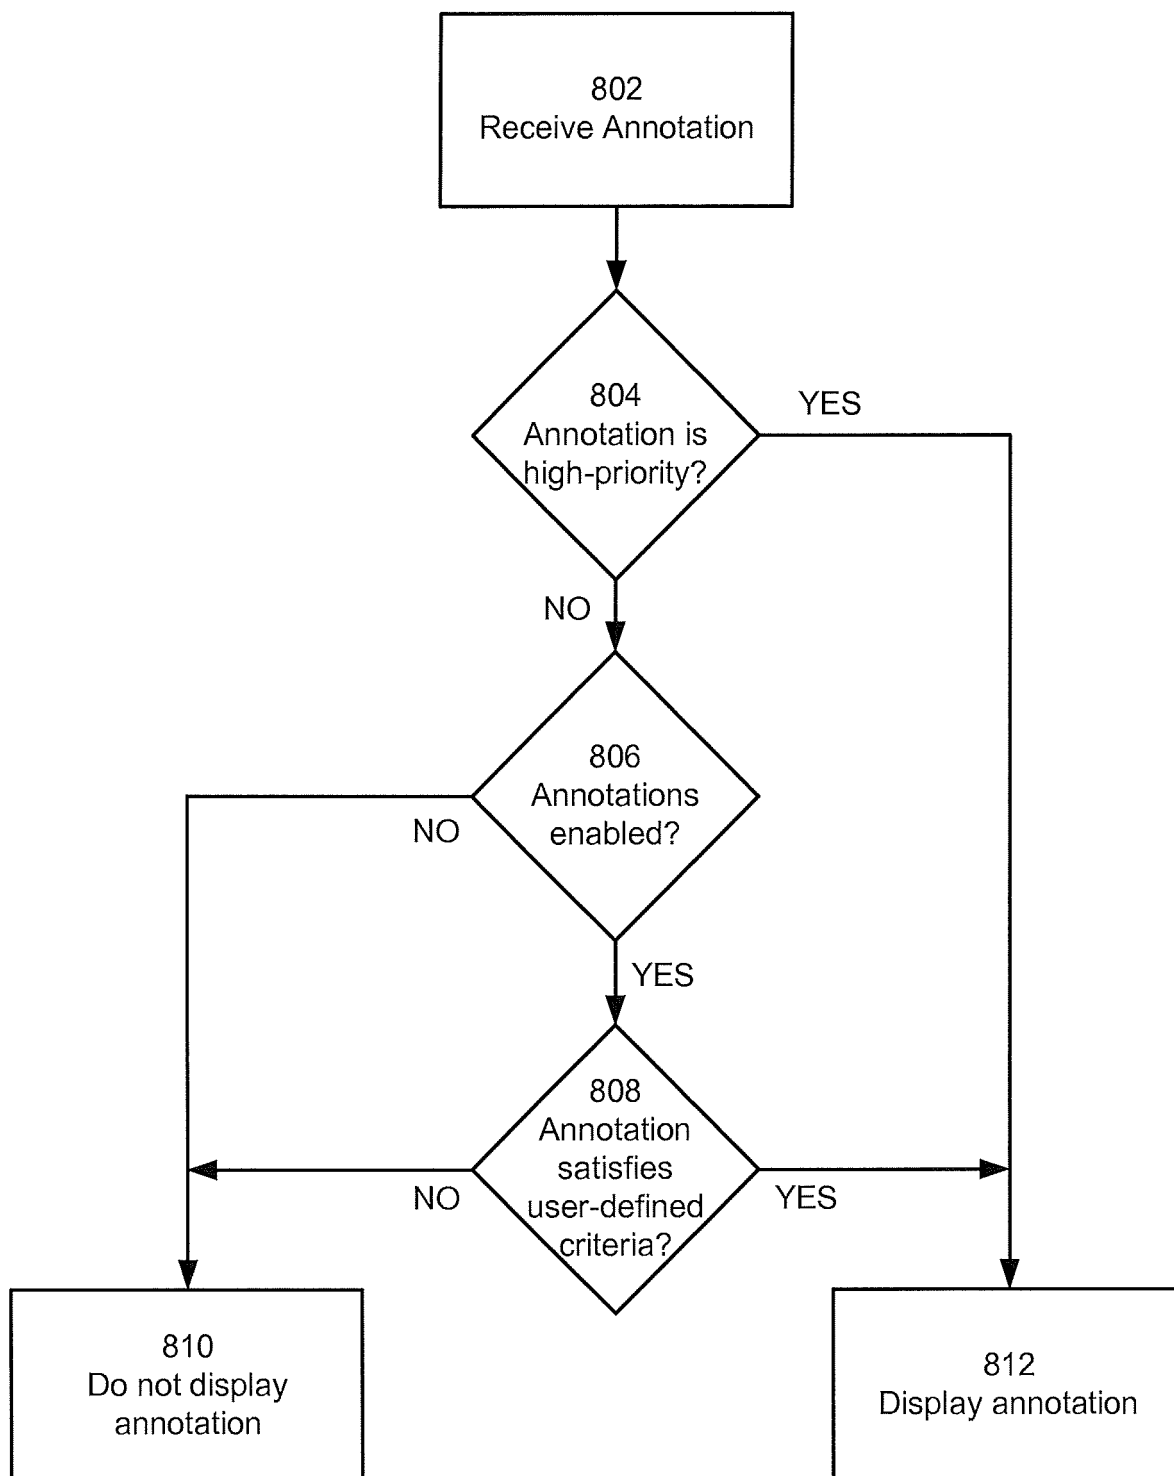 802
Receive Annotation
804
Annotation is
high-priority?
YES
NO
806
Annotations
enabled?
NO
YES
808
Annotation
satisfies
user-defined
criteria?
NO
YES
810
Do not display
annotation
812
Display annotation